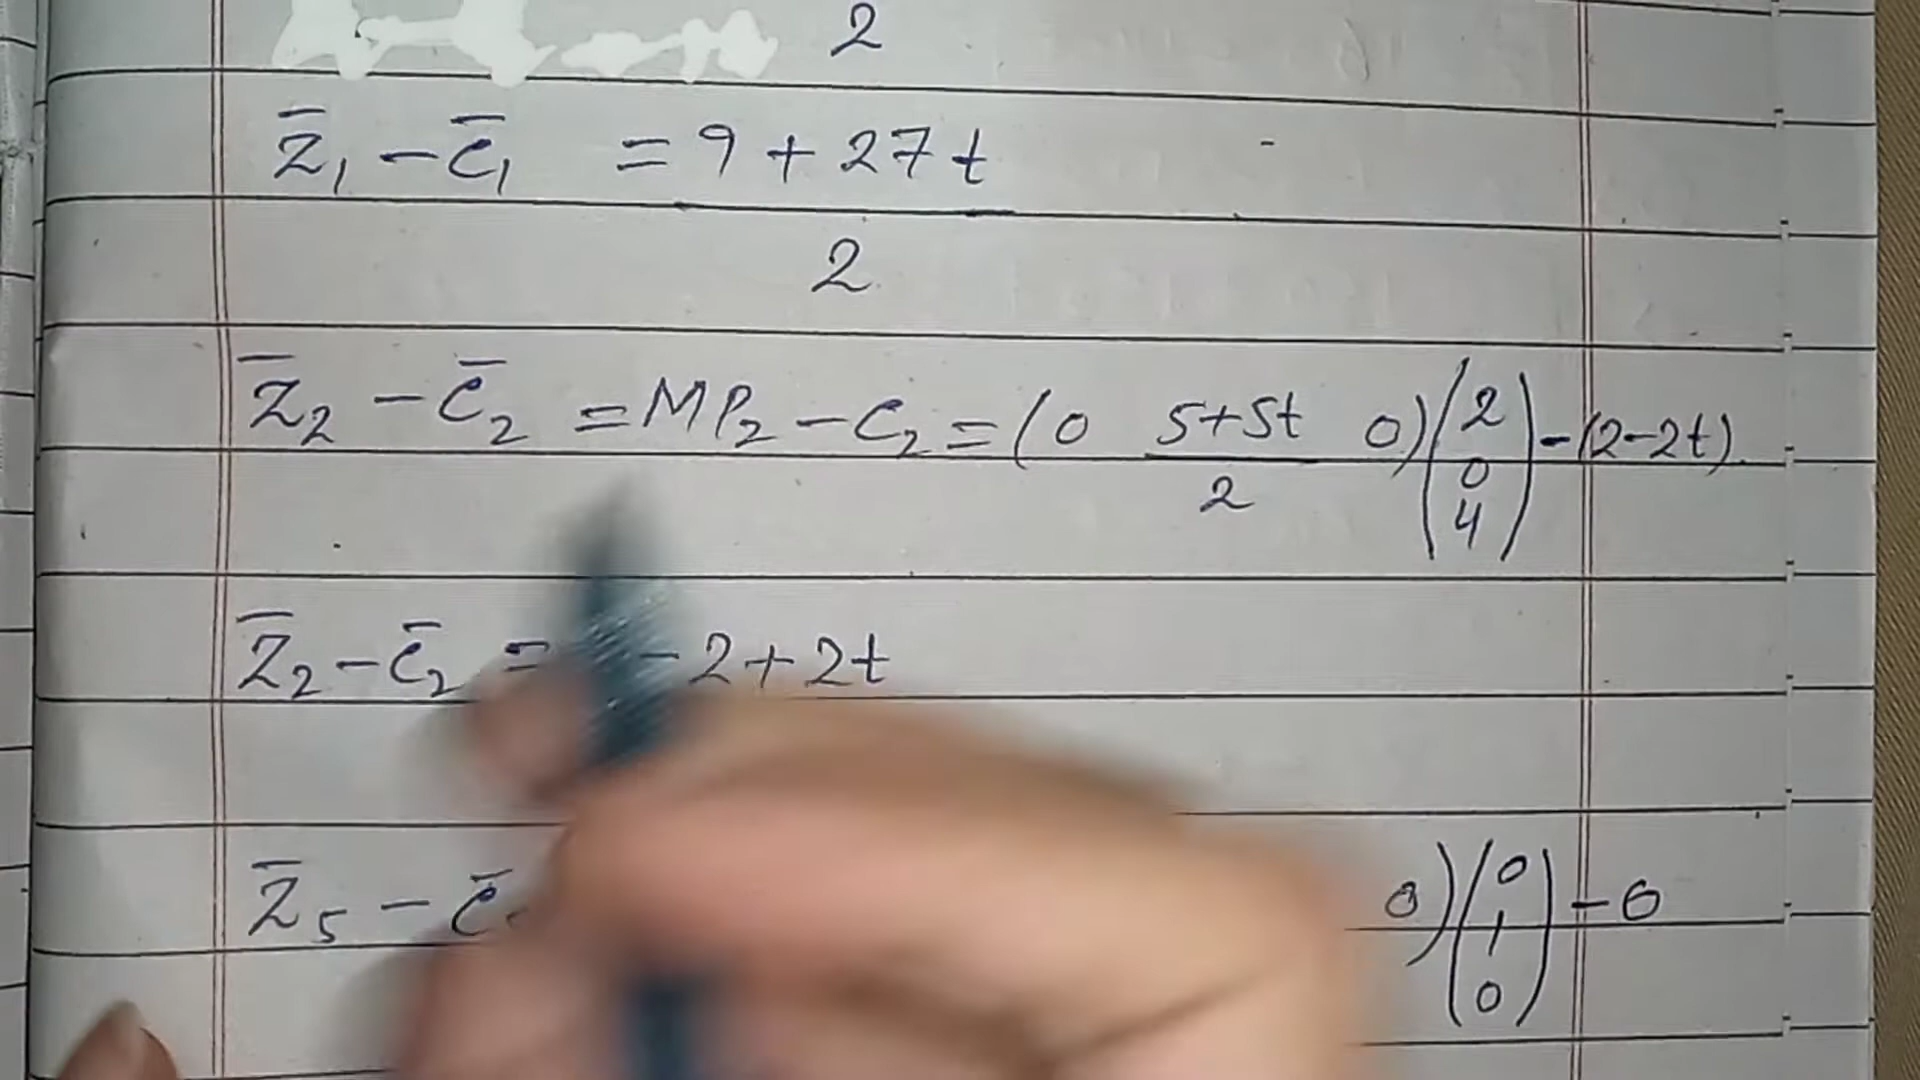 2
z̄₁ - c̄₁ = 9 + 27t
2
z̄₂ - c̄₂ = MP₂ - C₂ = (0 5+5t 0) (2 - (2-2t)
2 0
4)
z̄₂ - c̄₂ = - 2 + 2t
z̄₅ - c̄ 0) (0 - 0
1
0)